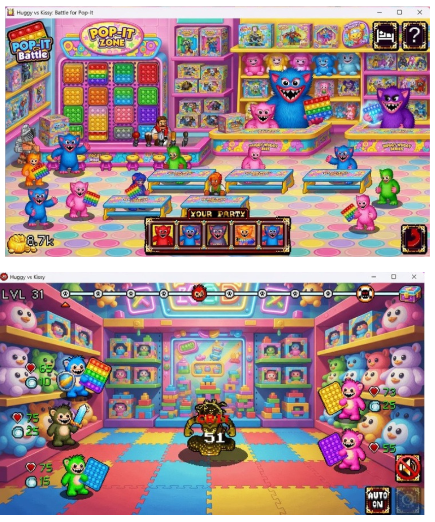 Huggy vs Kissy: Battle for Pop-It
POP-IT
Battle
POP-IT
ZONE
?
YOUR PARTY
8.7k
Huggy vs Kissy
LVL 31
65
10
75
25
75
15
51
73
25
55
AUTO
ON